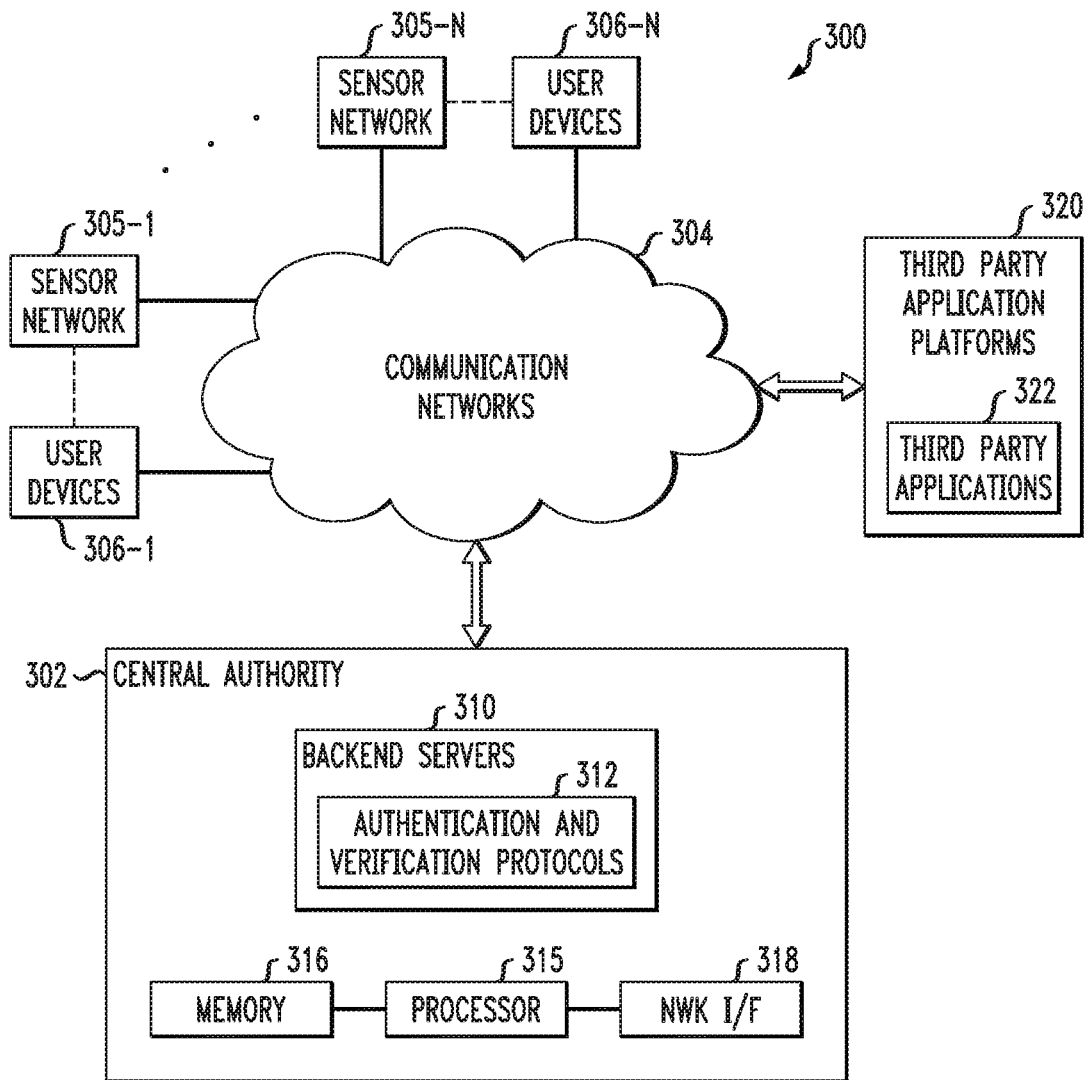 305-N
306-N
300
SENSOR
NETWORK
USER
DEVICES
305-1
304
320
SENSOR
NETWORK
THIRD PARTY
APPLICATION
PLATFORMS
COMMUNICATION
NETWORKS
322
USER
DEVICES
THIRD PARTY
APPLICATIONS
306-1
302
CENTRAL AUTHORITY
310
BACKEND SERVERS
312
AUTHENTICATION AND
VERIFICATION PROTOCOLS
316
315
318
MEMORY
PROCESSOR
NWK I/F